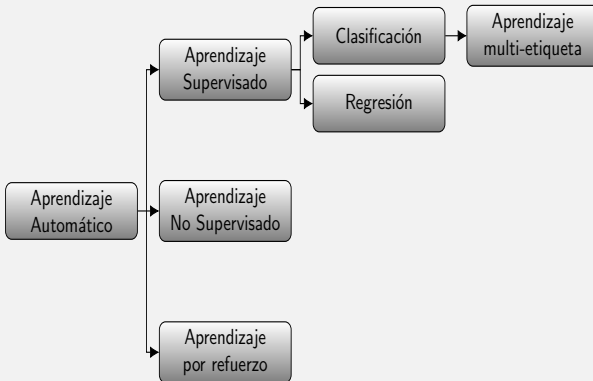 Aprendizaje
Automático
Aprendizaje
Supervisado
Clasificación
Aprendizaje
multi-etiqueta
Regresión
Aprendizaje
No Supervisado
Aprendizaje
por refuerzo